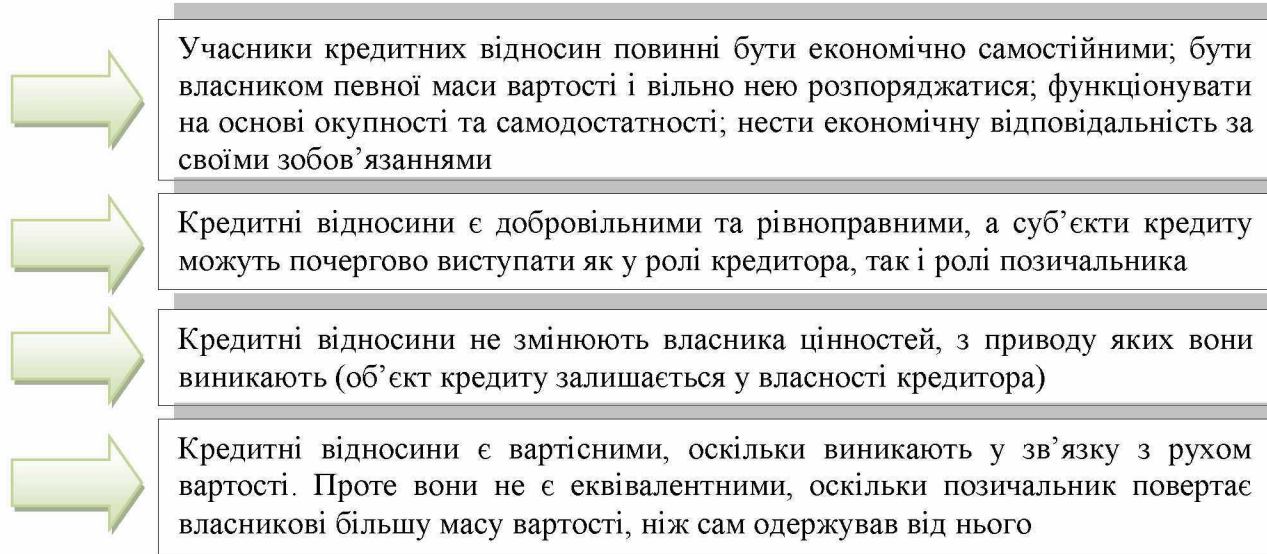 Учасники кредитних відносин повинні бути економічно самостійними; бути
власником певної маси вартості і вільно нею розпоряджатися; функціонувати
на основі окупності та самодостатності; нести економічну відповідальність за
своїми зобов’язаннями
Кредитні відносини є добровільними та рівноправними, а суб’єкти кредиту
можуть почергово виступати як у ролі кредитора, так і ролі позичальника
Кредитні відносини не змінюють власника цінностей, з приводу яких вони
виникають (об’єкт кредиту залишається у власності кредитора)
Кредитні відносини є вартісними, оскільки виникають у зв’язку з рухом
вартості. Проте вони не є еквівалентними, оскільки позичальник повертає
власникові більшу масу вартості, ніж сам одержував від нього